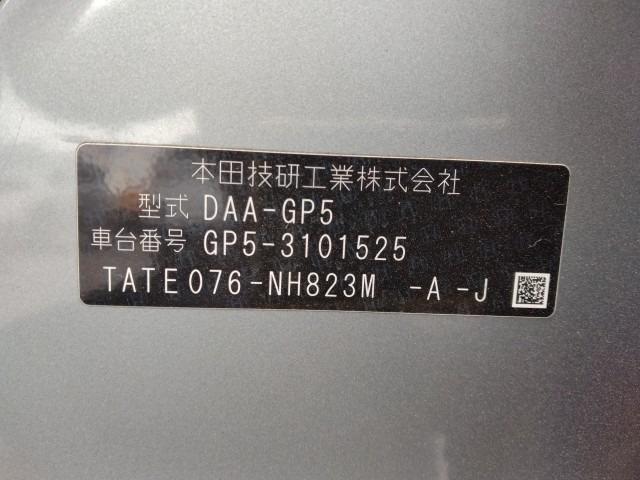 本田技研工業株式会社
型式 DAA-GP5
車台番号 GP5-3101525
TATE076-NH823M -A -J